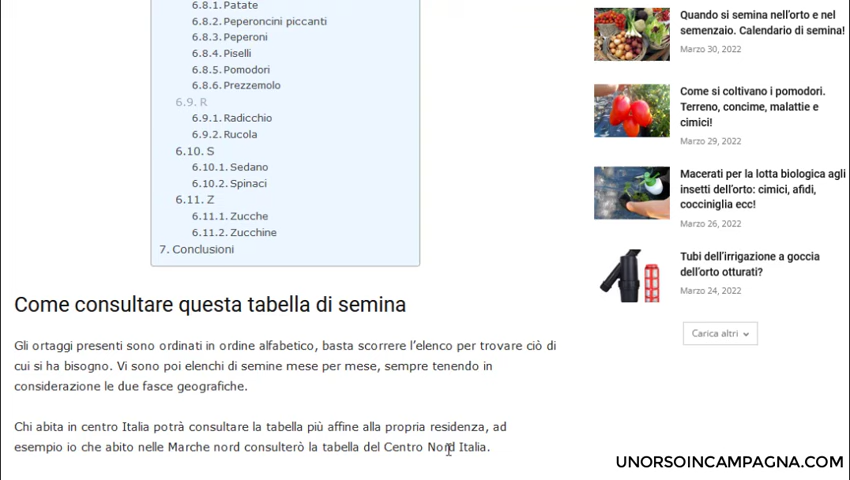 6.8.1. Patate
6.8.2. Peperoncini piccanti
6.8.3. Peperoni
6.8.4. Piselli
6.8.5. Pomodori
6.8.6. Prezzemolo
6.9. R
6.9.1. Radicchio
6.9.2. Rucola
6.10. S
6.10.1. Sedano
6.10.2. Spinaci
6.11. Z
6.11.1. Zucche
6.11.2. Zucchine
7. Conclusioni
Come consultare questa tabella di semina
Gli ortaggi presenti sono ordinati in ordine alfabetico, basta scorrere l'elenco per trovare ciò di
cui si ha bisogno. Vi sono poi elenchi di semine mese per mese, sempre tenendo in
considerazione le due fasce geografiche.
Chi abita in centro Italia potrà consultare la tabella più affine alla propria residenza, ad
esempio io che abito nelle Marche nord consulterò la tabella del Centro Nord Italia.
Quando si semina nell'orto e nel
semenzaio. Calendario di semina!
Marzo 30, 2022
Come si coltivano i pomodori.
Terreno, concime, malattie e
cimici!
Marzo 29, 2022
Macerati per la lotta biologica agli
insetti dell'orto: cimici, afidi,
cocciniglia ecc!
Marzo 26, 2022
Tubi dell'irrigazione a goccia
dell'orto otturati?
Marzo 24, 2022
Carica altri
UNORSOINCAMPAGNA.COM